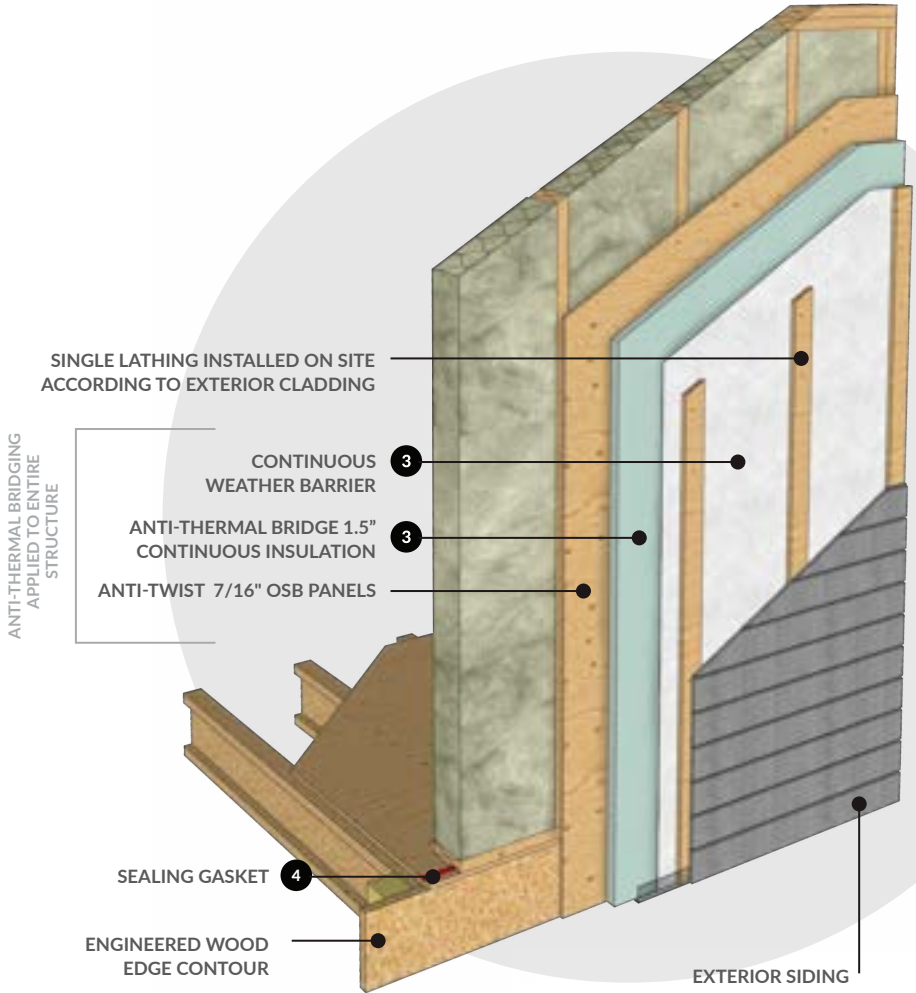 SINGLE LATHING INSTALLED ON SITE
ACCORDING TO EXTERIOR CLADDING
ANTI-THERMAL BRIDGING
APPLIED TO ENTIRE
STRUCTURE
CONTINUOUS 3
WEATHER BARRIER
ANTI-THERMAL BRIDGE 1.5” 3
CONTINUOUS INSULATION
ANTI-TWIST 7/16" OSB PANELS
SEALING GASKET 4
ENGINEERED WOOD
EDGE CONTOUR
EXTERIOR SIDING